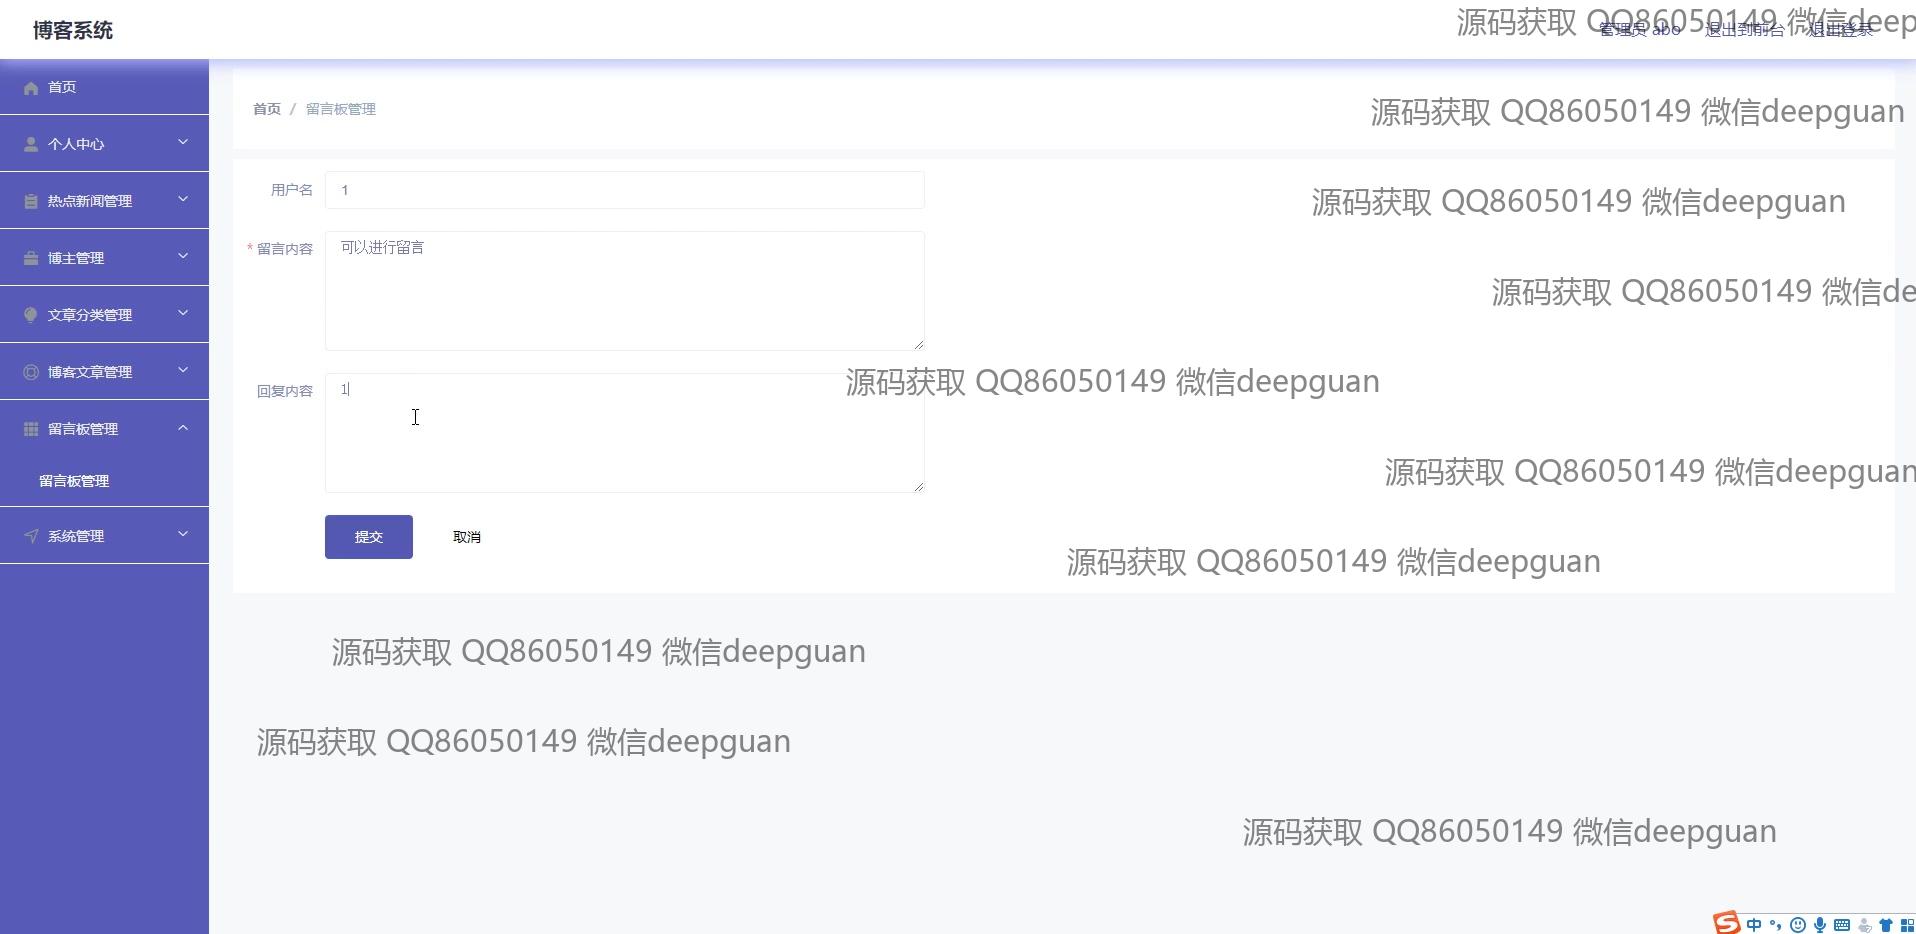 博客系统
源码获取 QQ86050149 微信deep
管理员 abo 退出到前台 退出登录
首页
个人中心
热点新闻管理
博主管理
文章分类管理
博客文章管理
留言板管理
留言板管理
系统管理
首页 / 留言板管理
源码获取 QQ86050149 微信deepguan
用户名 1
源码获取 QQ86050149 微信deepguan
* 留言内容 可以进行留言
源码获取 QQ86050149 微信de
回复内容 1
源码获取 QQ86050149 微信deepguan
源码获取 QQ86050149 微信deepguan
提交 取消
源码获取 QQ86050149 微信deepguan
源码获取 QQ86050149 微信deepguan
源码获取 QQ86050149 微信deepguan
源码获取 QQ86050149 微信deepguan
S 中